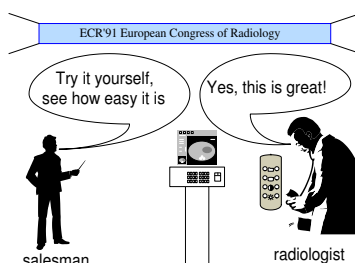 ECR'91 European Congress of Radiology
Try it yourself,
see how easy it is
Yes, this is great!
salesman
radiologist